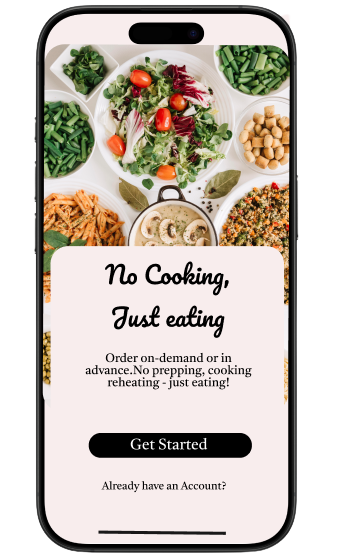 No Cooking,
Just eating
Order on-demand or in
advance.No prepping, cooking
reheating - just eating!
Get Started
Already have an Account?